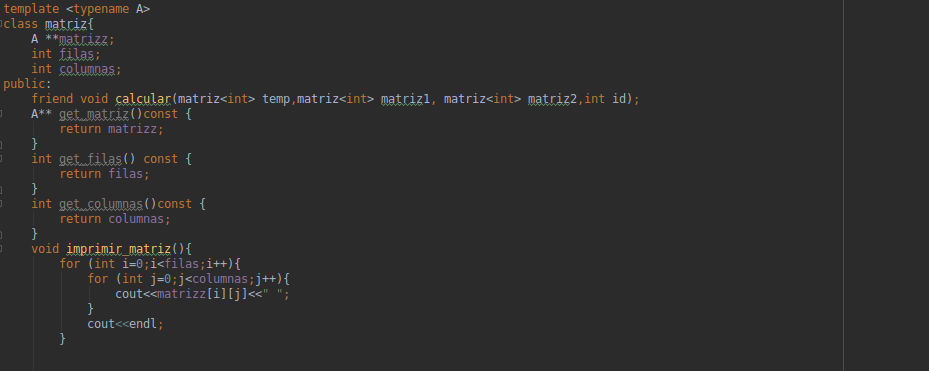 template <typename A>
class matriz{
    A **matrizz;
    int filas;
    int columnas;
public:
    friend void calcular(matriz<int> temp,matriz<int> matriz1, matriz<int> matriz2,int id);
    A** get_matriz()const {
        return matrizz;
    }
    int get_filas() const {
        return filas;
    }
    int get_columnas()const {
        return columnas;
    }
    void imprimir_matriz(){
        for (int i=0;i<filas;i++){
            for (int j=0;j<columnas;j++){
                cout<<matrizz[i][j]<<" ";
            }
            cout<<endl;
        }